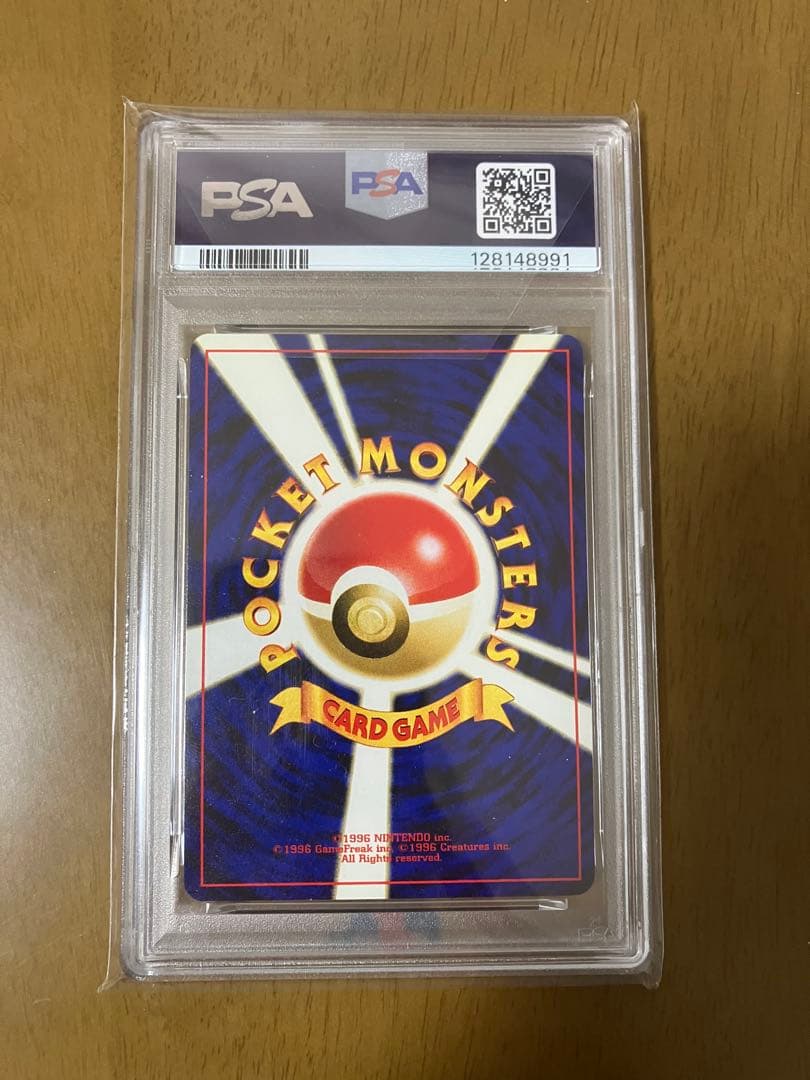 PSA
PSA
128148991
POCKET MONSTERS
CARD GAME
©1996 NINTENDO inc.
©1996 GameFreak inc. ©1996 Creatures inc.
All Rights reserved.
PSA